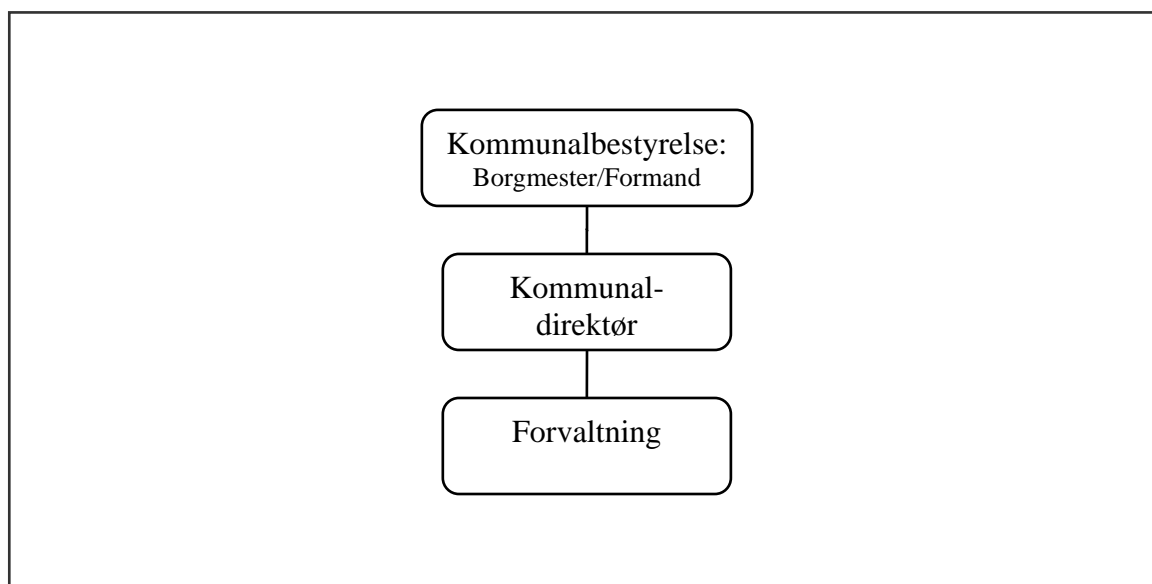 Kommunalbestyrelse:
Borgmester/Formand
Kommunal-
direktør
Forvaltning